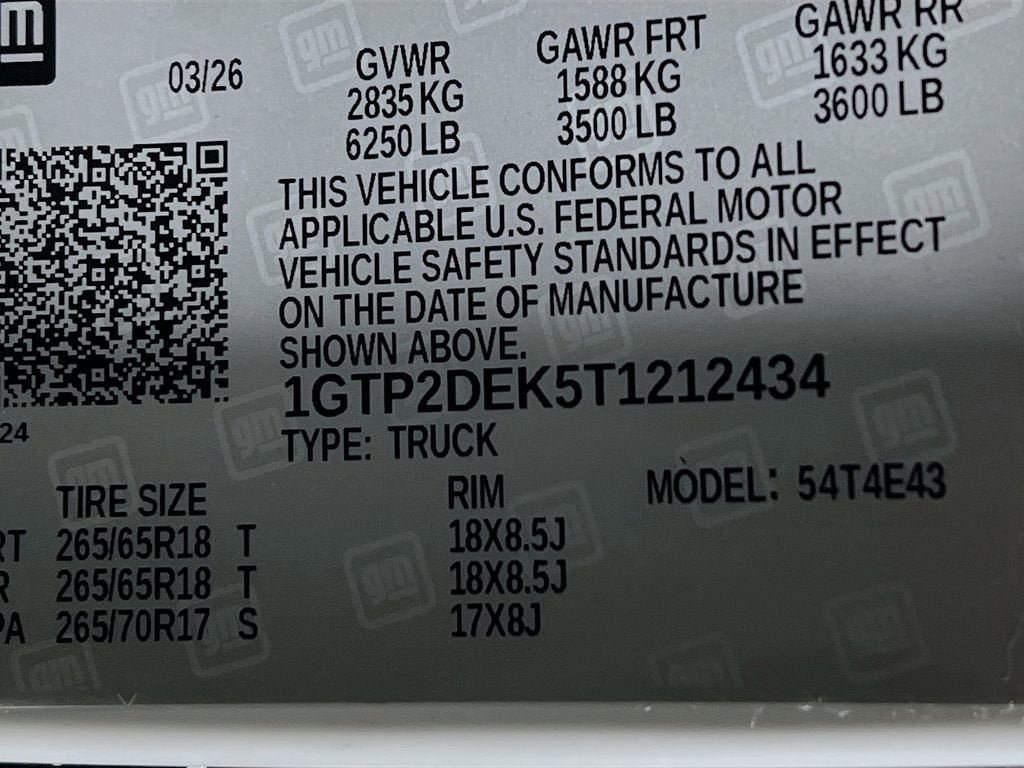 gm
03/26
GVWR
2835 KG
6250 LB
GAWR FRT
1588 KG
3500 LB
GAWR RR
1633 KG
3600 LB
THIS VEHICLE CONFORMS TO ALL
APPLICABLE U.S. FEDERAL MOTOR
VEHICLE SAFETY STANDARDS IN EFFECT
ON THE DATE OF MANUFACTURE
SHOWN ABOVE.
1GTP2DEK5T1212434
24
TYPE: TRUCK
MODEL: 54T4E43
TIRE SIZE RIM
RT 265/65R18 T 18X8.5J
R 265/65R18 T 18X8.5J
PA 265/70R17 S 17X8J